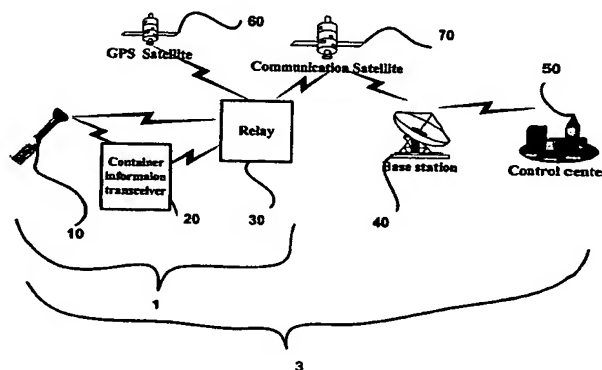 60
70
GPS Satellite
Communication Satellite
50
Relay
Container
informaion
transceiver
Base station
Control cente
10
20
30
40
1
3